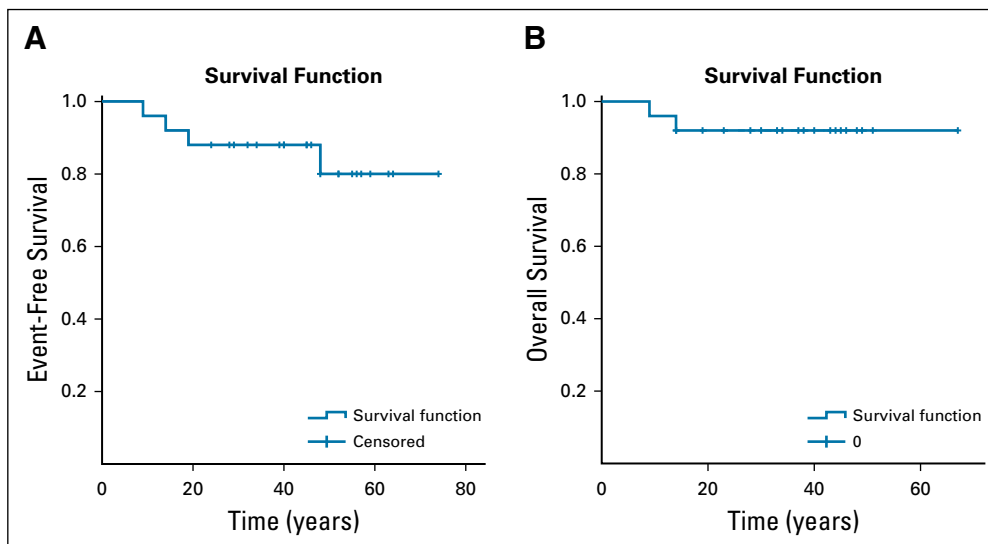 A
Survival Function
Event-Free Survival
1.0
0.8
0.6
0.4
0.2
Survival function
Censored
0
20
40
60
80
Time (years)
B
Survival Function
Overall Survival
1.0
0.8
0.6
0.4
0.2
Survival function
0
0
20
40
60
Time (years)